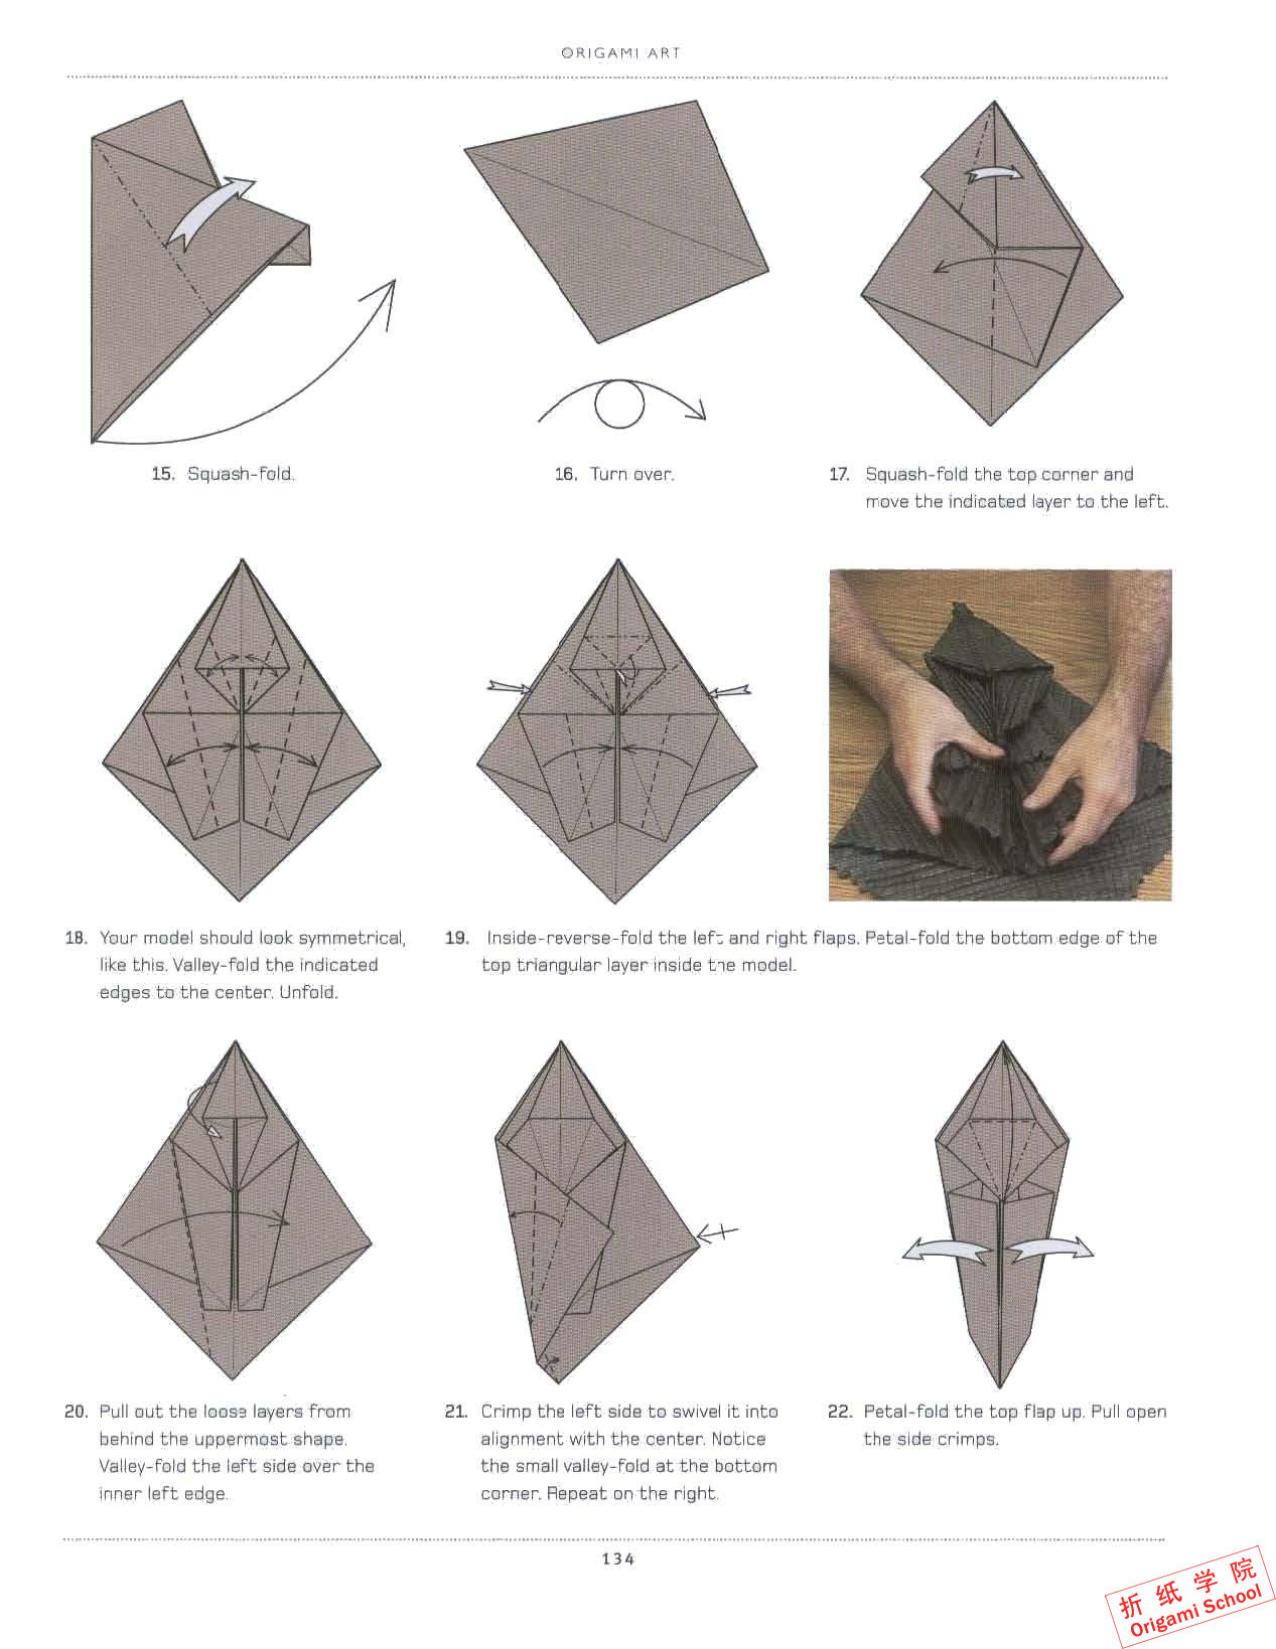 ORIGAMI ART
15. Squash-fold.
16. Turn over.
17. Squash-fold the top corner and
move the indicated layer to the left.
18. Your model should look symmetrical,
like this. Valley-fold the indicated
edges to the center. Unfold.
19. Inside-reverse-fold the left and right flaps. Petal-fold the bottom edge of the
top triangular layer inside the model.
20. Pull out the loose layers from
behind the uppermost shape.
Valley-fold the left side over the
inner left edge.
21. Crimp the left side to swivel it into
alignment with the center. Notice
the small valley-fold at the bottom
corner. Repeat on the right.
22. Petal-fold the top flap up. Pull open
the side crimps.
134
折纸学院
Origami School